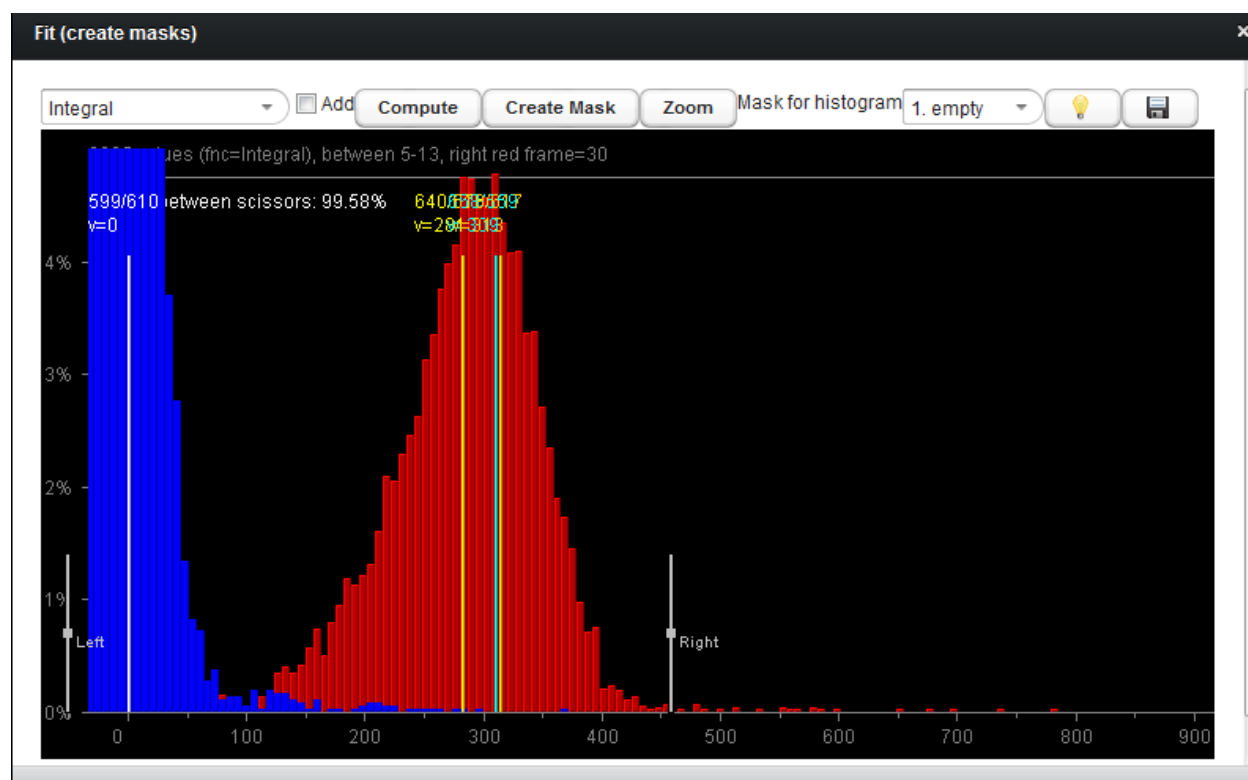 Fit (create masks)
Integral
Add
Compute
Create Mask
Zoom
Mask for histogram
1. empty
(fnc=Integral), between 5-13, right red frame=30
599/610 between scissors: 99.58%
v=0
4%
3%
2%
1%
0%
Left
Right
0 100 200 300 400 500 600 700 800 900